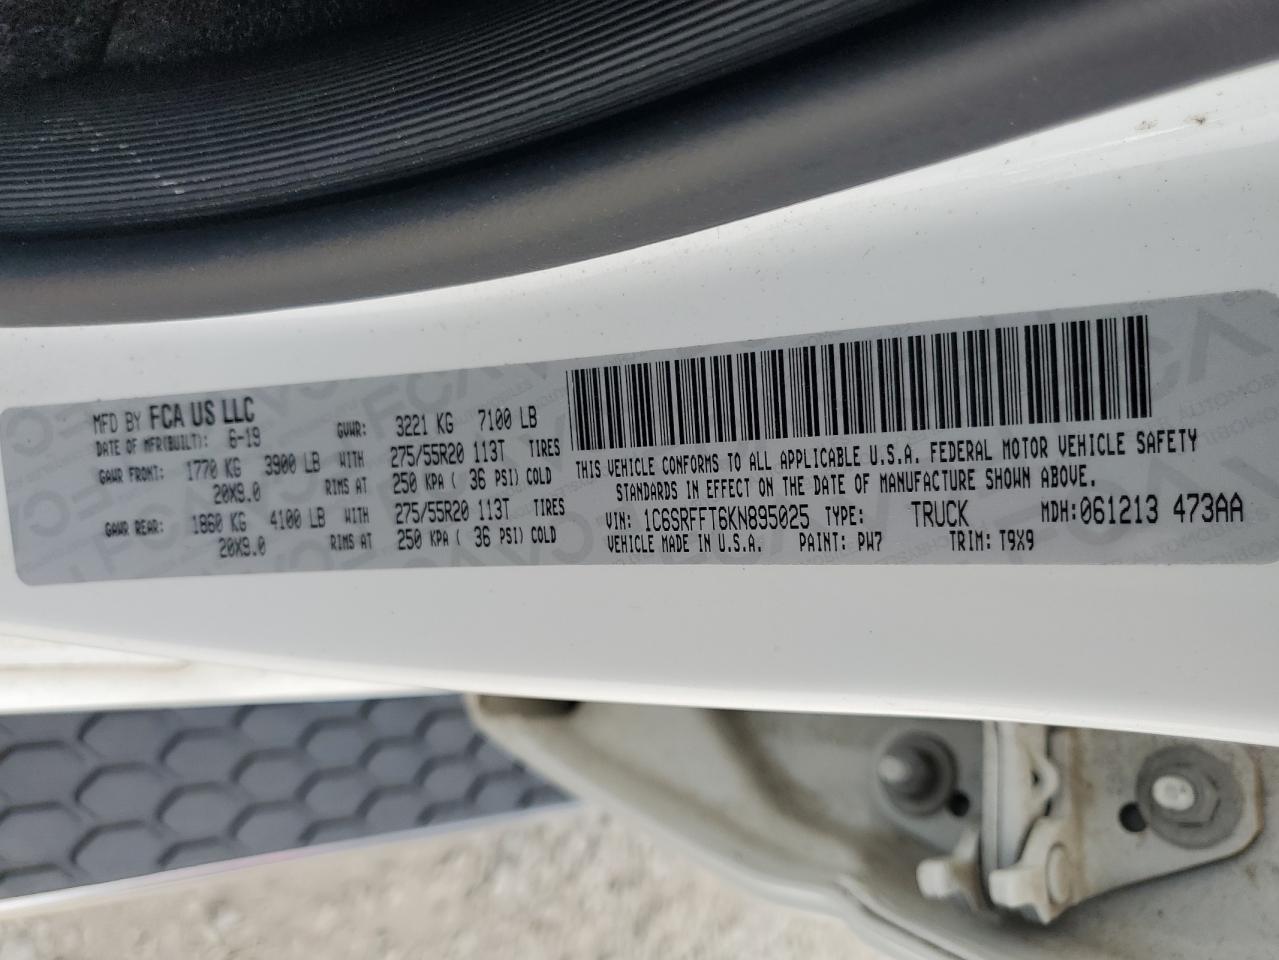 MFD BY FCA US LLC
DATE OF MFR(BUILT): 6-19 GVWR: 3221 KG 7100 LB
GAWR FRONT: 1770 KG 3900 LB WITH 275/55R20 113T TIRES
20X9.0 RIMS AT 250 KPA ( 36 PSI) COLD
GAWR REAR: 1860 KG 4100 LB WITH 275/55R20 113T TIRES
20X9.0 RIMS AT 250 KPA ( 36 PSI) COLD
THIS VEHICLE CONFORMS TO ALL APPLICABLE U.S.A. FEDERAL MOTOR VEHICLE SAFETY
STANDARDS IN EFFECT ON THE DATE OF MANUFACTURE SHOWN ABOVE.
VIN: 1C6SRFFT6KN895025 TYPE: TRUCK MDH:061213 473AA
VEHICLE MADE IN U.S.A. PAINT: PW7 TRIM: T9X9